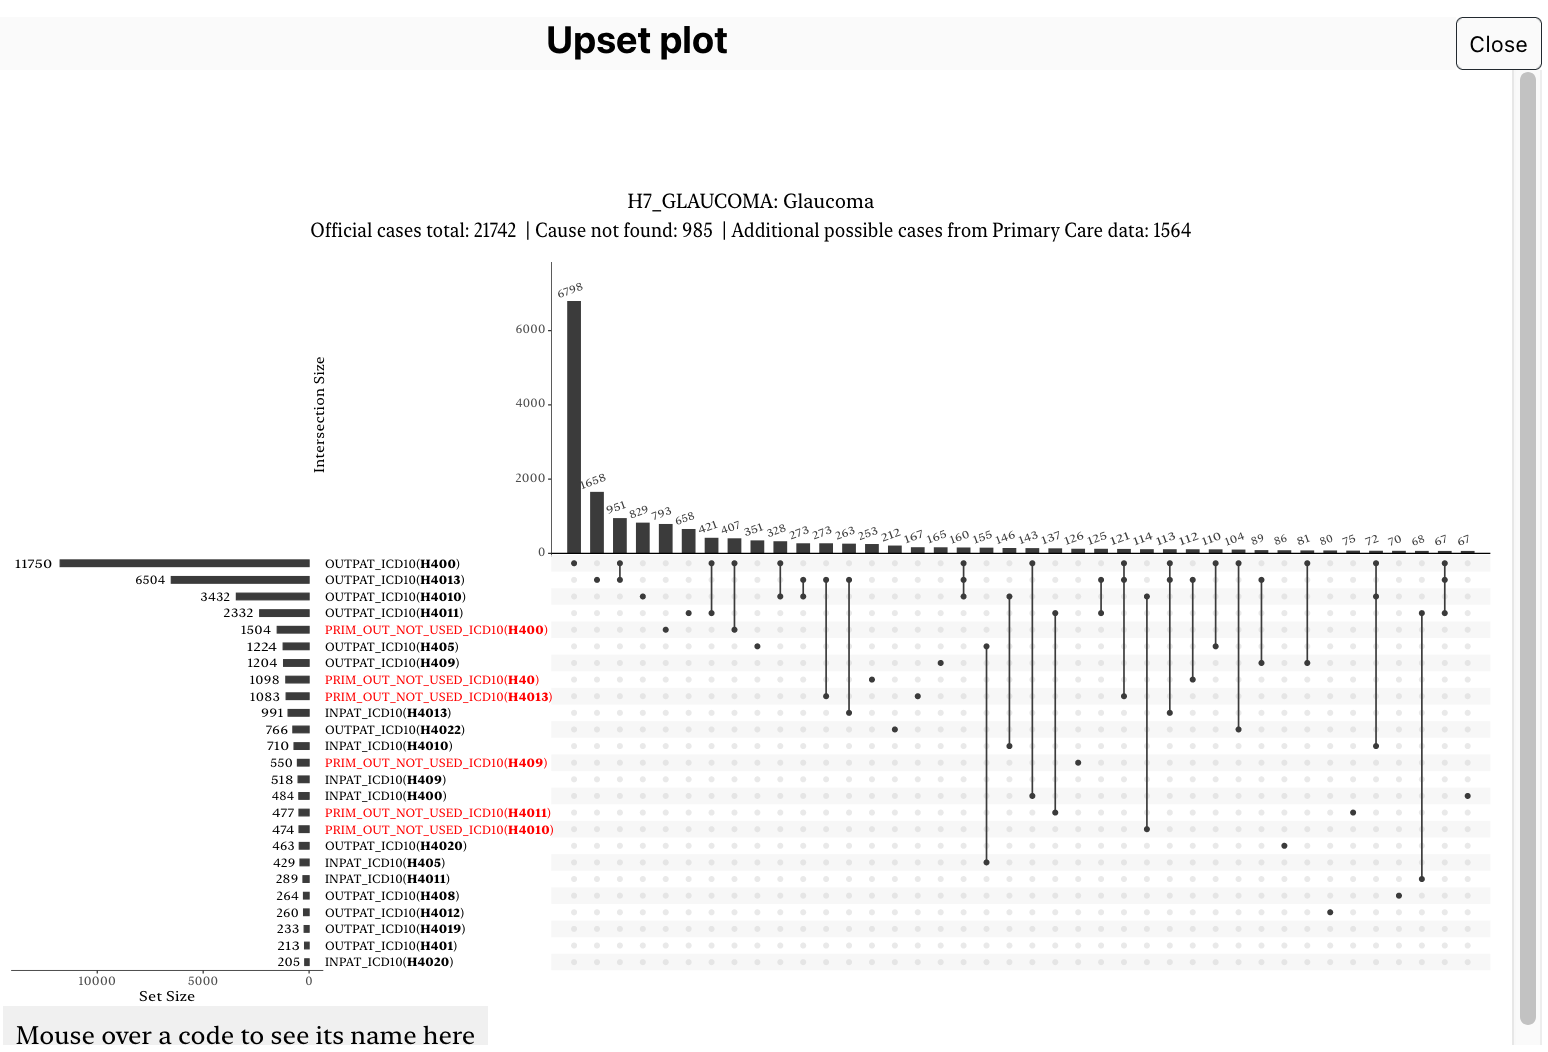 Upset plot
Close
H7_GLAUCOMA: Glaucoma
Official cases total: 21742 | Cause not found: 985 | Additional possible cases from Primary Care data: 1564
Intersection Size
6000
4000
2000
0
6798 1658 951 829 793 658 421 407 351 328 273 273 263 253 212 167 165 160 155 146 143 137 126 125 121 114 113 112 110 104 89 86 81 80 75 72 70 68 67 67
11750 OUTPAT_ICD10(H400)
6504 OUTPAT_ICD10(H4013)
3432 OUTPAT_ICD10(H4010)
2332 OUTPAT_ICD10(H4011)
1504 PRIM_OUT_NOT_USED_ICD10(H400)
1224 OUTPAT_ICD10(H405)
1204 OUTPAT_ICD10(H409)
1098 PRIM_OUT_NOT_USED_ICD10(H40)
1083 PRIM_OUT_NOT_USED_ICD10(H4013)
991 INPAT_ICD10(H4013)
766 OUTPAT_ICD10(H4022)
710 INPAT_ICD10(H4010)
550 PRIM_OUT_NOT_USED_ICD10(H409)
518 INPAT_ICD10(H409)
484 INPAT_ICD10(H400)
477 PRIM_OUT_NOT_USED_ICD10(H4011)
474 PRIM_OUT_NOT_USED_ICD10(H4010)
463 OUTPAT_ICD10(H4020)
429 INPAT_ICD10(H405)
289 INPAT_ICD10(H4011)
264 OUTPAT_ICD10(H408)
260 OUTPAT_ICD10(H4012)
233 OUTPAT_ICD10(H4019)
213 OUTPAT_ICD10(H401)
205 INPAT_ICD10(H4020)
10000 5000 0
Set Size
Mouse over a code to see its name here